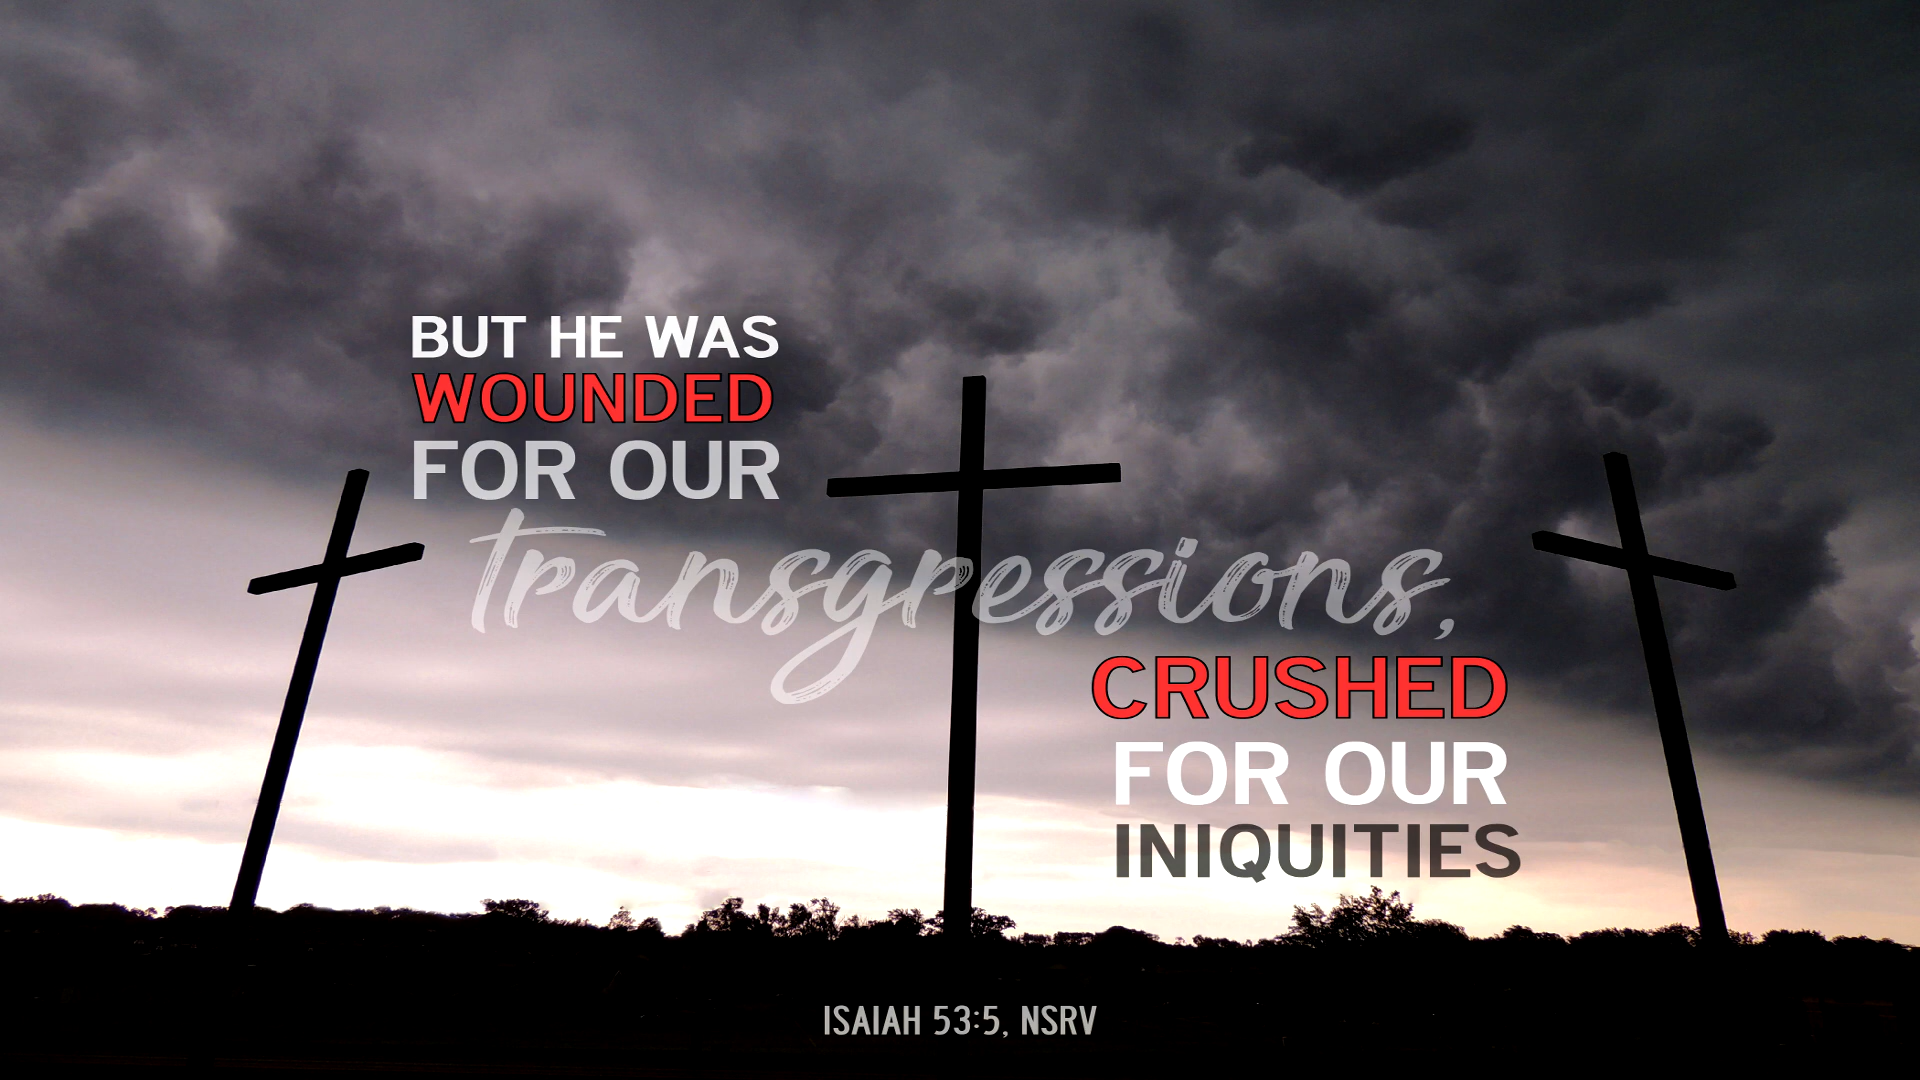 BUT HE WAS
WOUNDED
FOR OUR
transgressions,
CRUSHED
FOR OUR
INIQUITIES
ISAIAH 53:5, NSRV